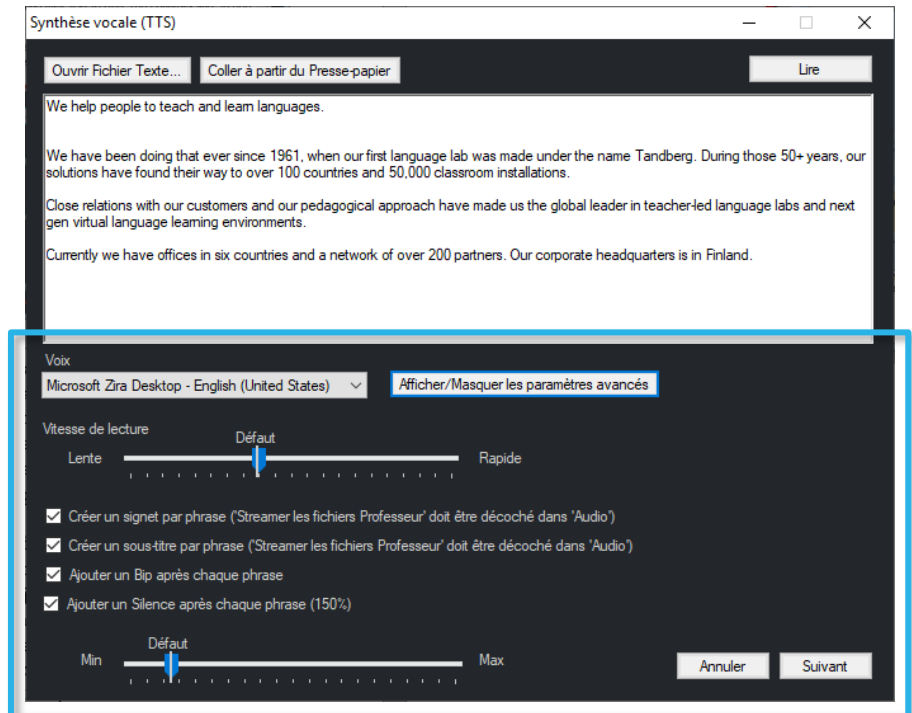 Synthèse vocale (TTS)
Ouvrir Fichier Texte... Coller à partir du Presse-papier Lire
We help people to teach and learn languages.
We have been doing that ever since 1961, when our first language lab was made under the name Tandberg. During those 50+ years, our
solutions have found their way to over 100 countries and 50,000 classroom installations.
Close relations with our customers and our pedagogical approach have made us the global leader in teacher-led language labs and next
gen virtual language learning environments.
Currently we have offices in six countries and a network of over 200 partners. Our corporate headquarters is in Finland.
Voix
Microsoft Zira Desktop - English (United States) Afficher/Masquer les paramètres avancés
Vitesse de lecture
Défaut
Lente Rapide
Créer un signet par phrase ('Streamer les fichiers Professeur' doit être décoché dans 'Audio')
Créer un sous-titre par phrase ('Streamer les fichiers Professeur' doit être décoché dans 'Audio')
Ajouter un Bip après chaque phrase
Ajouter un Silence après chaque phrase (150%)
Défaut
Min Max
Annuler Suivant